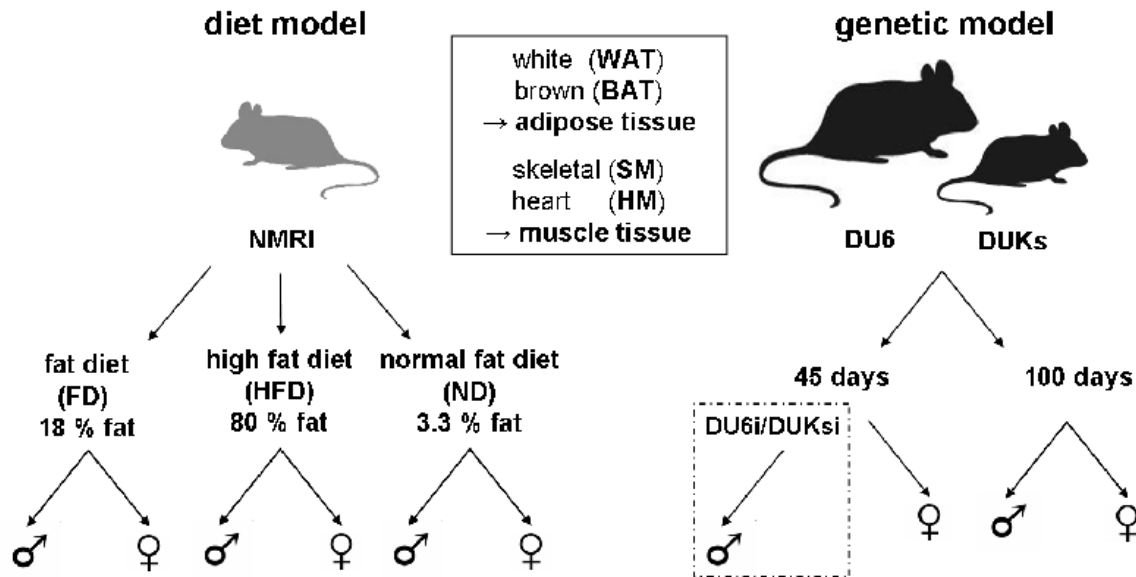 diet model
genetic model
white (WAT)
brown (BAT)
→ adipose tissue
skeletal (SM)
heart (HM)
→ muscle tissue
NMRI
DU6
DUKs
fat diet
(FD)
18 % fat
high fat diet
(HFD)
80 % fat
normal fat diet
(ND)
3.3 % fat
45 days
100 days
DU6i/DUKsi
♂
♀
♂
♀
♂
♀
♂
♀
♂
♀